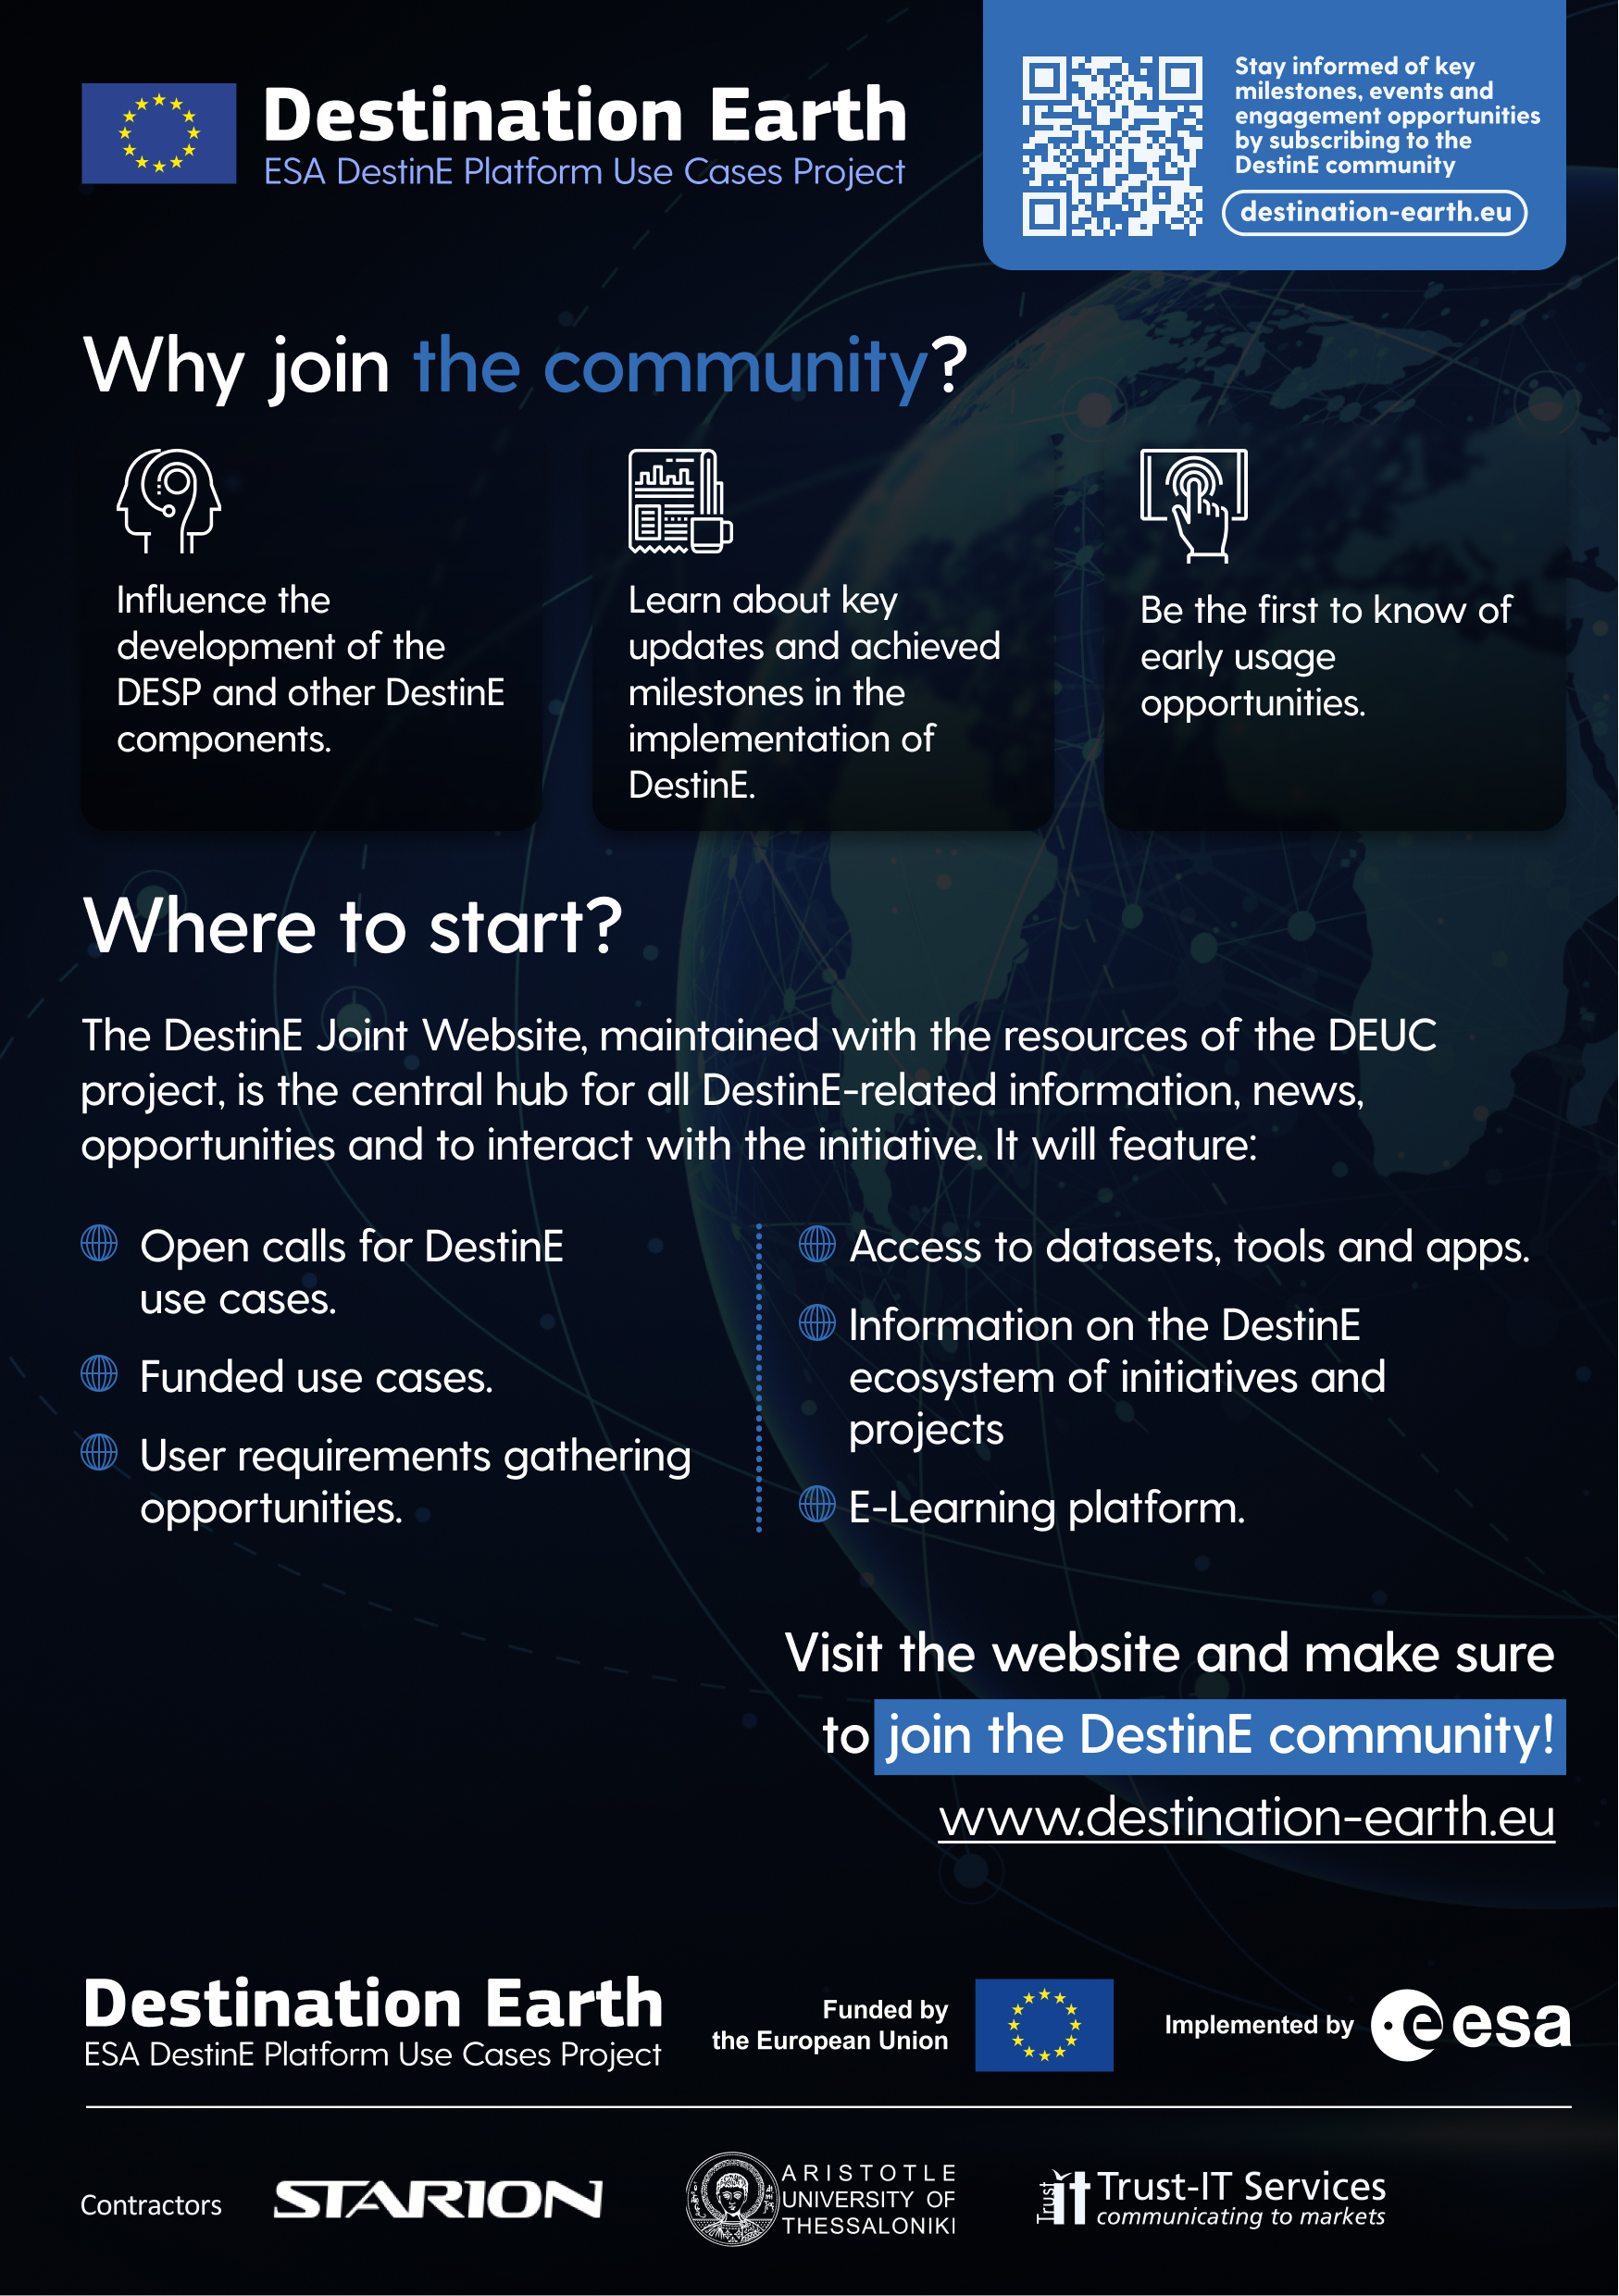 Destination Earth
ESA DestinE Platform Use Cases Project
Stay informed of key
milestones, events and
engagement opportunities
by subscribing to the
DestinE community
destination-earth.eu
Why join the community?
Influence the
development of the
DESP and other DestinE
components.
Learn about key
updates and achieved
milestones in the
implementation of
DestinE.
Be the first to know of
early usage
opportunities.
Where to start?
The DestinE Joint Website, maintained with the resources of the DEUC
project, is the central hub for all DestinE-related information, news,
opportunities and to interact with the initiative. It will feature:
Open calls for DestinE
use cases.
Funded use cases.
User requirements gathering
opportunities.
Access to datasets, tools and apps.
Information on the DestinE
ecosystem of initiatives and
projects
E-Learning platform.
Visit the website and make sure
to join the DestinE community!
www.destination-earth.eu
Destination Earth
ESA DestinE Platform Use Cases Project
Funded by
the European Union
Implemented by
esa
Contractors
STARION
ARISTOTLE
UNIVERSITY OF
THESSALONIKI
Trust it
Trust-IT Services
communicating to markets